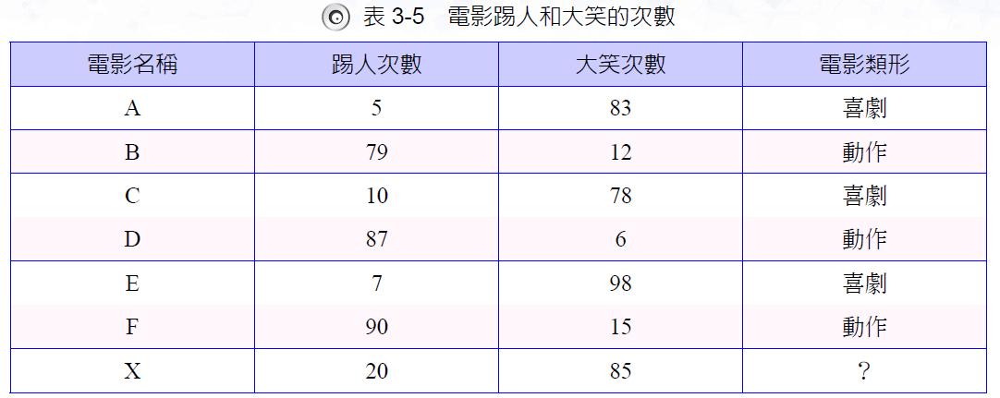 表 3-5 電影踢人和大笑的次數
電影名稱 踢人次數 大笑次數 電影類形
A 5 83 喜劇
B 79 12 動作
C 10 78 喜劇
D 87 6 動作
E 7 98 喜劇
F 90 15 動作
X 20 85 ？